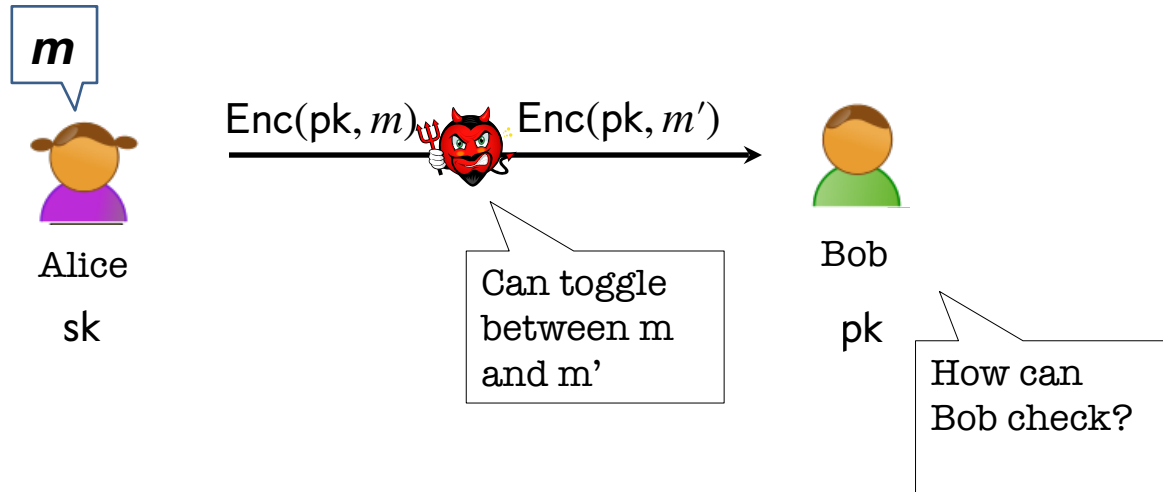 m
Enc(pk, m)
Enc(pk, m′)
Alice
sk
Can toggle
between m
and m’
Bob
pk
How can
Bob check?